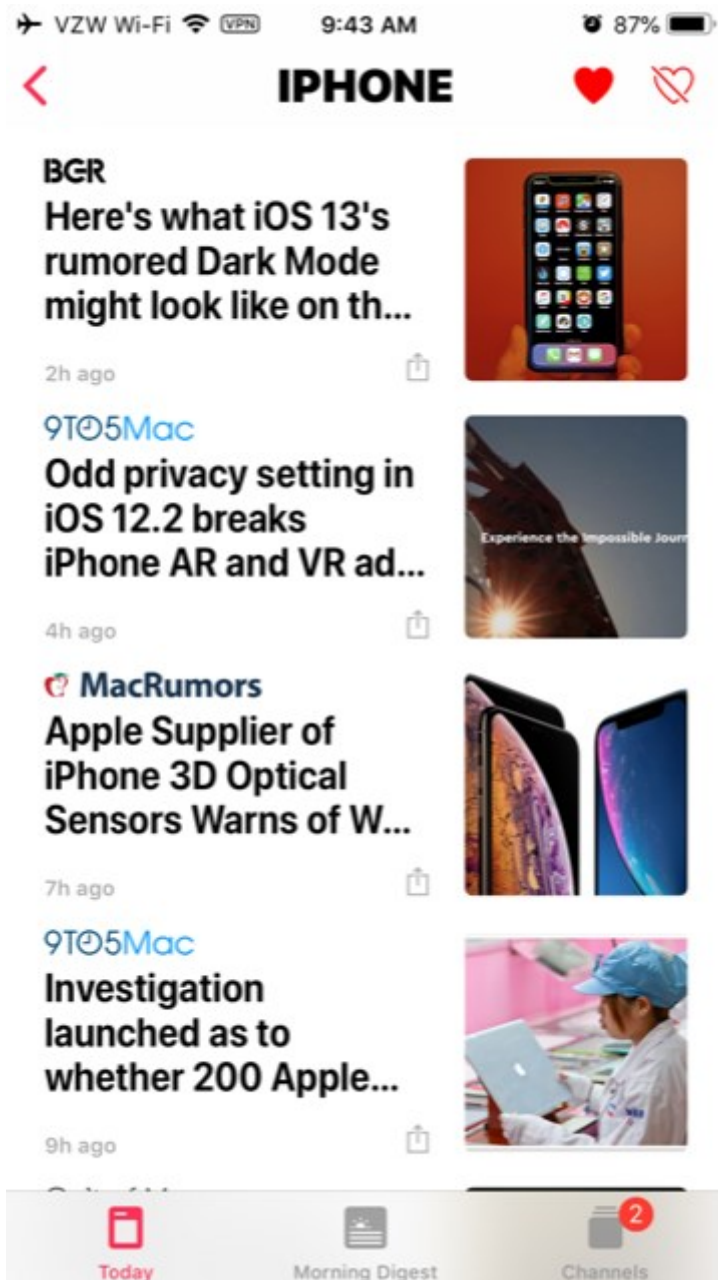 VZW Wi-Fi VPN 9:43 AM 87%
IPHONE
BGR
Here's what iOS 13's
rumored Dark Mode
might look like on th...
2h ago
9TO5Mac
Odd privacy setting in
iOS 12.2 breaks
iPhone AR and VR ad...
Experience the Impossible Journ
4h ago
MacRumors
Apple Supplier of
iPhone 3D Optical
Sensors Warns of W...
7h ago
9TO5Mac
Investigation
launched as to
whether 200 Apple...
9h ago
2
Today Morning Digest Channels